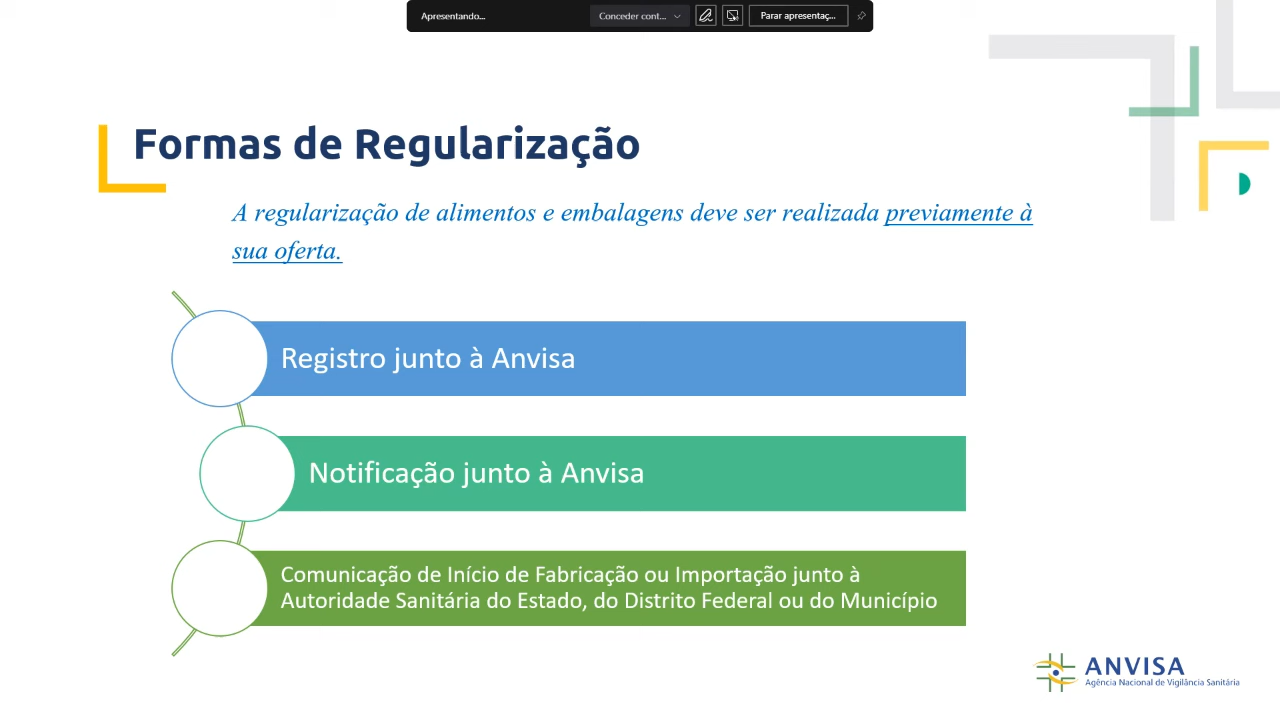 Apresentando...
Conceder cont...
Parar apresentaç...
Formas de Regularização
A regularização de alimentos e embalagens deve ser realizada previamente à
sua oferta.
Registro junto à Anvisa
Notificação junto à Anvisa
Comunicação de Início de Fabricação ou Importação junto à
Autoridade Sanitária do Estado, do Distrito Federal ou do Município
ANVISA
Agência Nacional de Vigilância Sanitária